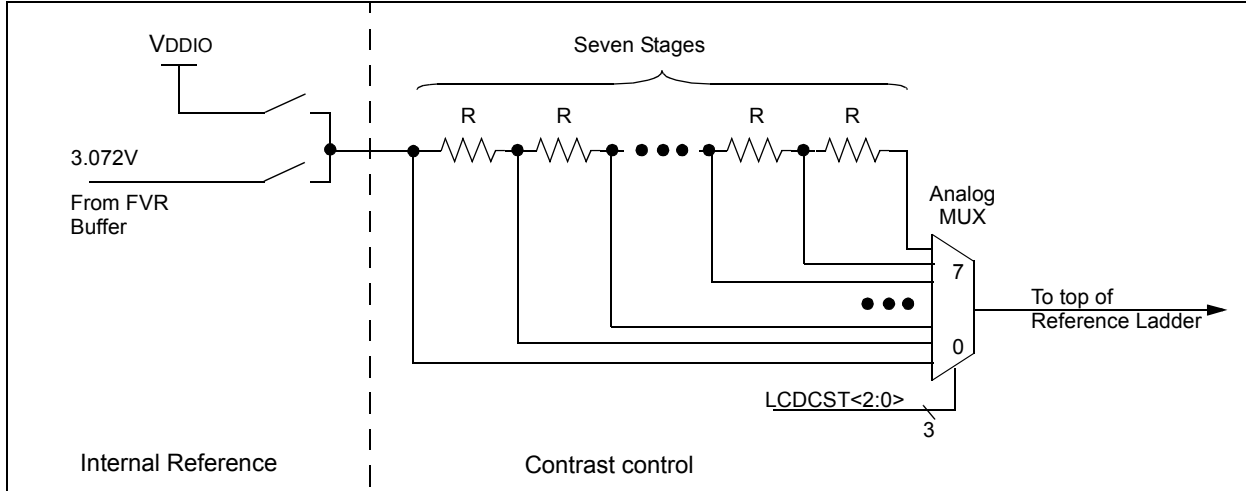 VDDIO
Seven Stages
R
R
R
R
3.072V
From FVR
Buffer
Analog
MUX
7
0
To top of
Reference Ladder
LCDCST<2:0>
3
Internal Reference
Contrast control